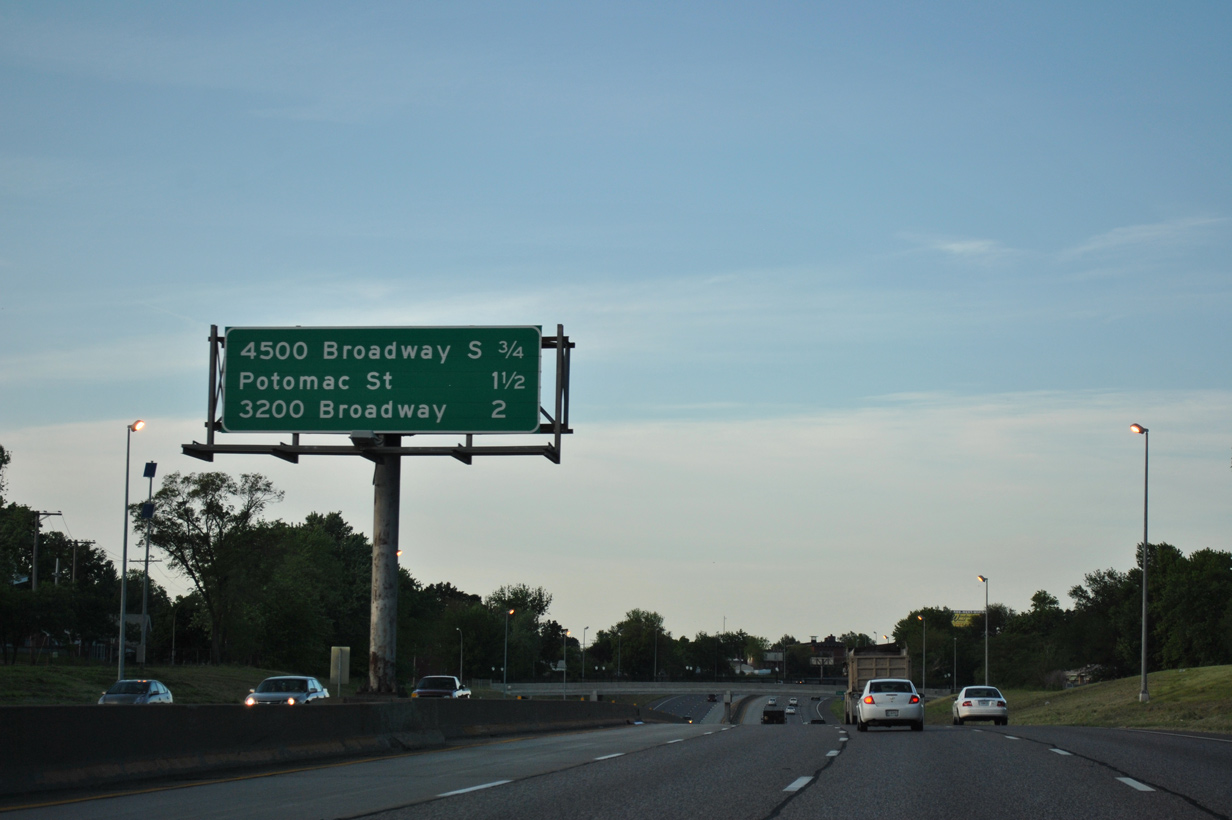 4500 Broadway S 3/4
Potomac St 1 1/2
3200 Broadway 2